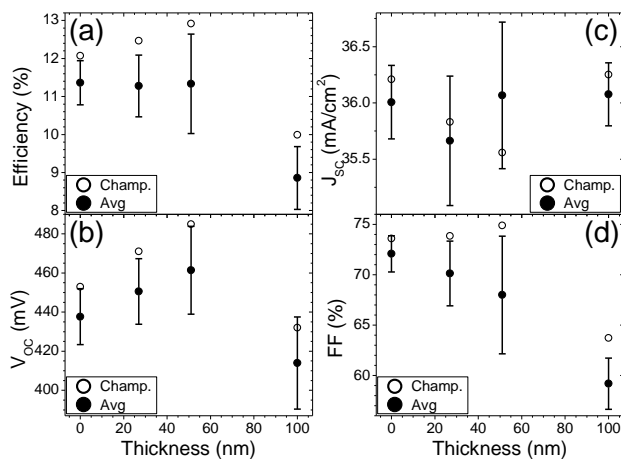 (a)
Efficiency (%)
13
12
11
10
9
8
Champ.
Avg
(b)
V_OC (mV)
480
460
440
420
400
Champ.
Avg
0 20 40 60 80 100
Thickness (nm)
(c)
J_SC (mA/cm²)
36.5
36.0
35.5
Champ.
Avg
(d)
FF (%)
75
70
65
60
Champ.
Avg
0 20 40 60 80 100
Thickness (nm)